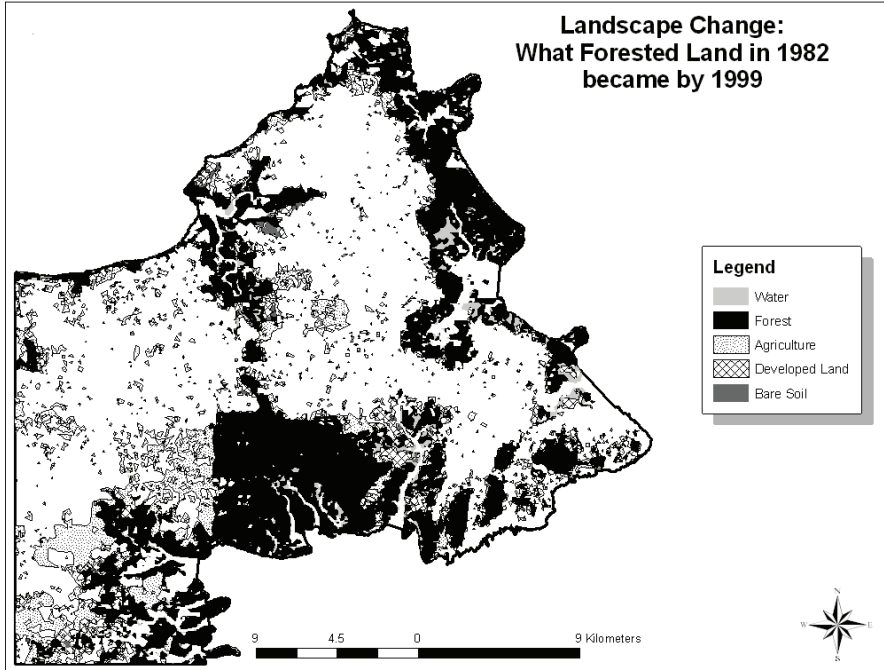 Landscape Change:
What Forested Land in 1982
became by 1999
Legend
Water
Forest
Agriculture
Developed Land
Bare Soil
N
W E
S
9 4.5 0 9 Kilometers